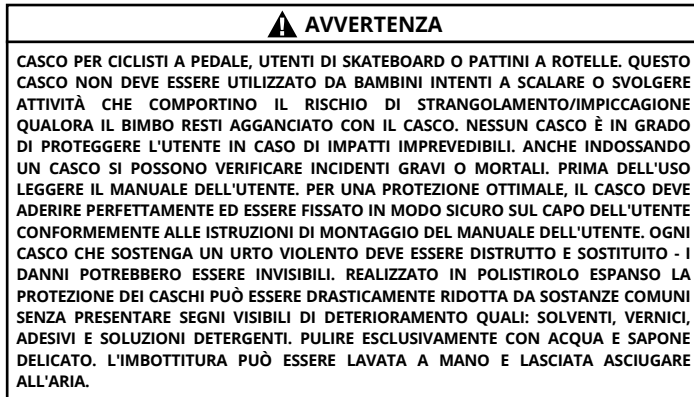 AVVERTENZA
CASCO PER CICLISTI A PEDALE, UTENTI DI SKATEBOARD O PATTINI A ROTELLE. QUESTO
CASCO NON DEVE ESSERE UTILIZZATO DA BAMBINI INTENTI A SCALARE O SVOLGERE
ATTIVITÀ CHE COMPORTINO IL RISCHIO DI STRANGOLAMENTO/IMPICCAGIONE
QUALORA IL BIMBO RESTI AGGANCIATO CON IL CASCO. NESSUN CASCO È IN GRADO
DI PROTEGGERE L'UTENTE IN CASO DI IMPATTI IMPREVEDIBILI. ANCHE INDOSSANDO
UN CASCO SI POSSONO VERIFICARE INCIDENTI GRAVI O MORTALI. PRIMA DELL'USO
LEGGERE IL MANUALE DELL'UTENTE. PER UNA PROTEZIONE OTTIMALE, IL CASCO DEVE
ADERIRE PERFETTAMENTE ED ESSERE FISSATO IN MODO SICURO SUL CAPO DELL'UTENTE
CONFORMEMENTE ALLE ISTRUZIONI DI MONTAGGIO DEL MANUALE DELL'UTENTE. OGNI
CASCO CHE SOSTENGA UN URTO VIOLENTO DEVE ESSERE DISTRUTTO E SOSTITUITO - I
DANNI POTREBBERO ESSERE INVISIBILI. REALIZZATO IN POLISTIROLO ESPANSO LA
PROTEZIONE DEI CASCHI PUÒ ESSERE DRASTICAMENTE RIDOTTA DA SOSTANZE COMUNI
SENZA PRESENTARE SEGNI VISIBILI DI DETERIORAMENTO QUALI: SOLVENTI, VERNICI,
ADESIVI E SOLUZIONI DETERGENTI. PULIRE ESCLUSIVAMENTE CON ACQUA E SAPONE
DELICATO. L'IMBOTTITURA PUÒ ESSERE LAVATA A MANO E LASCIATA ASCIUGARE
ALL'ARIA.